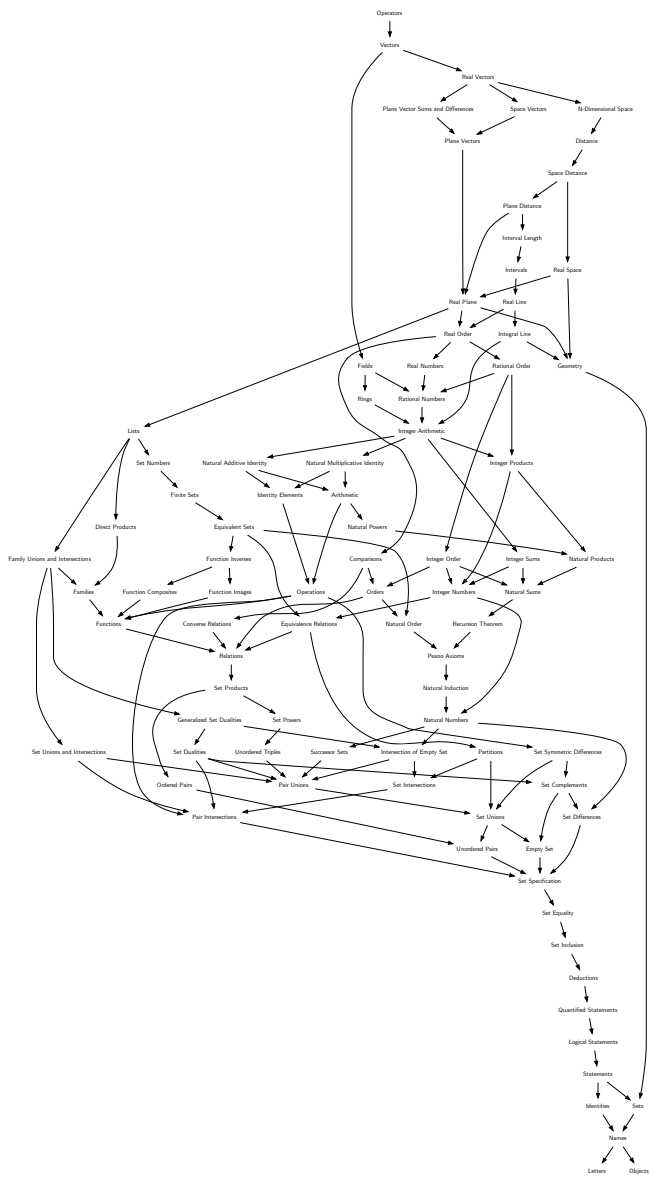 Operators
Vectors
Real Vectors
Plane Vector Sums and Differences Space Vectors N-Dimensional Space
Plane Vectors Distance
Space Distance
Plane Distance
Interval Length
Intervals Real Space
Real Plane Real Line
Real Order Integral Line
Fields Real Numbers Rational Order Geometry
Rings Rational Numbers
Lists Integer Arithmetic
Set Numbers Natural Additive Identity Natural Multiplicative Identity Integer Products
Finite Sets Identity Elements Arithmetic
Direct Products Equivalent Sets Natural Powers
Family Unions and Intersections Function Inverses Comparisons Integer Order Integer Sums Natural Products
Families Function Composites Function Images Operations Orders Integer Numbers Natural Sums
Functions Converse Relations Equivalence Relations Natural Order Recursion Theorem
Relations Peano Axioms
Set Products Natural Induction
Generalized Set Dualities Set Powers Natural Numbers
Set Unions and Intersections Set Dualities Unordered Triples Successor Sets Intersection of Empty Set Partitions Set Symmetric Differences
Ordered Pairs Pair Unions Set Intersections Set Complements
Pair Intersections Set Unions Set Differences
Unordered Pairs Empty Set
Set Specification
Set Equality
Set Inclusion
Deductions
Quantified Statements
Logical Statements
Statements
Identities Sets
Names
Letters Objects